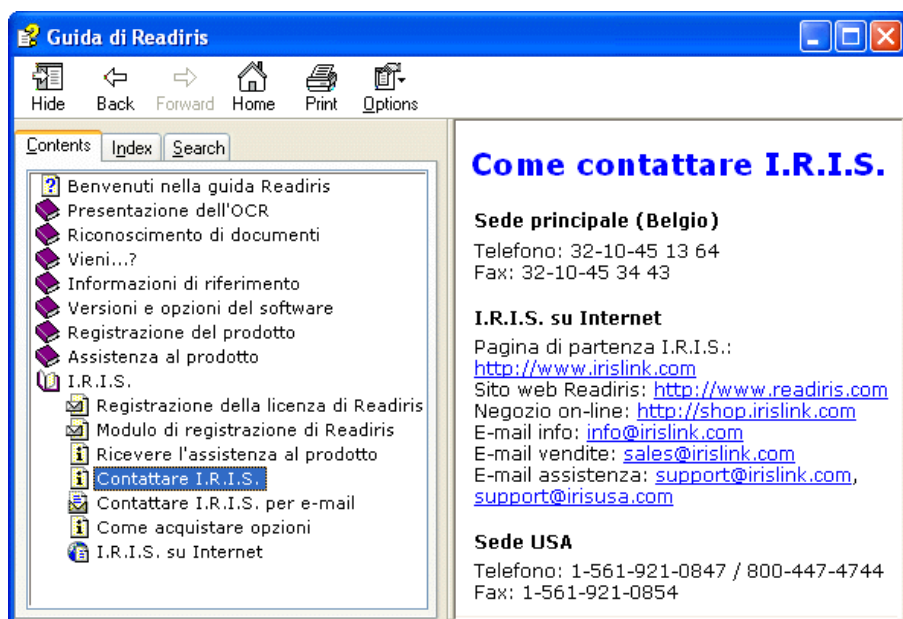 Guida di Readiris
Hide Back Forward Home Print Options
Contents Index Search
Benvenuti nella guida Readiris
Presentazione dell'OCR
Riconoscimento di documenti
Vieni...?
Informazioni di riferimento
Versioni e opzioni del software
Registrazione del prodotto
Assistenza al prodotto
I.R.I.S.
Registrazione della licenza di Readiris
Modulo di registrazione di Readiris
Ricevere l'assistenza al prodotto
Contattare I.R.I.S.
Contattare I.R.I.S. per e-mail
Come acquistare opzioni
I.R.I.S. su Internet
Come contattare I.R.I.S.
Sede principale (Belgio)
Telefono: 32-10-45 13 64
Fax: 32-10-45 34 43
I.R.I.S. su Internet
Pagina di partenza I.R.I.S.:
http://www.irislink.com
Sito web Readiris: http://www.readiris.com
Negozio on-line: http://shop.irislink.com
E-mail info: info@irislink.com
E-mail vendite: sales@irislink.com
E-mail assistenza: support@irislink.com,
support@irisusa.com
Sede USA
Telefono: 1-561-921-0847 / 800-447-4744
Fax: 1-561-921-0854